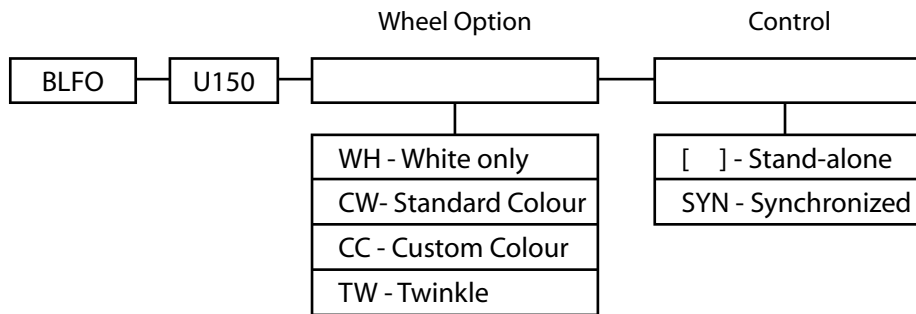 Wheel Option Control
BLFO U150
WH - White only [ ] - Stand-alone
CW- Standard Colour SYN - Synchronized
CC - Custom Colour
TW - Twinkle